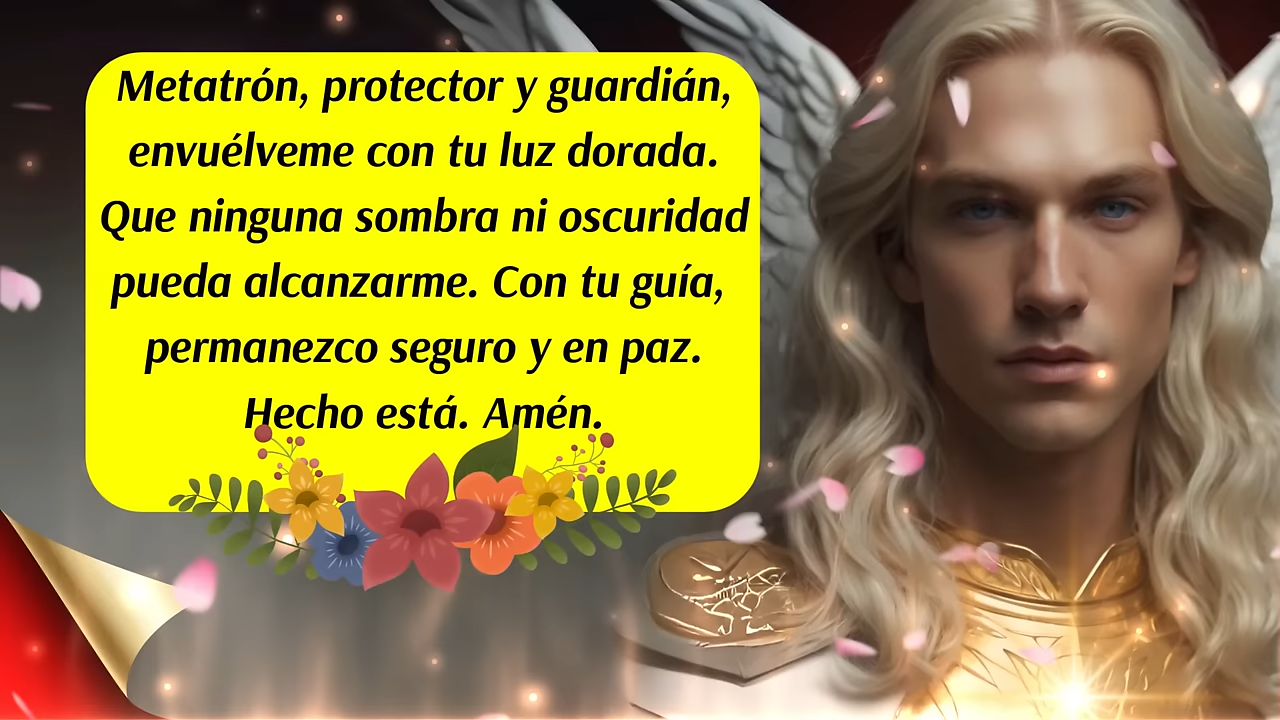 Metatrón, protector y guardián,
envuélveme con tu luz dorada.
Que ninguna sombra ni oscuridad
pueda alcanzarme. Con tu guía,
permanezco seguro y en paz.
Hecho está. Amén.